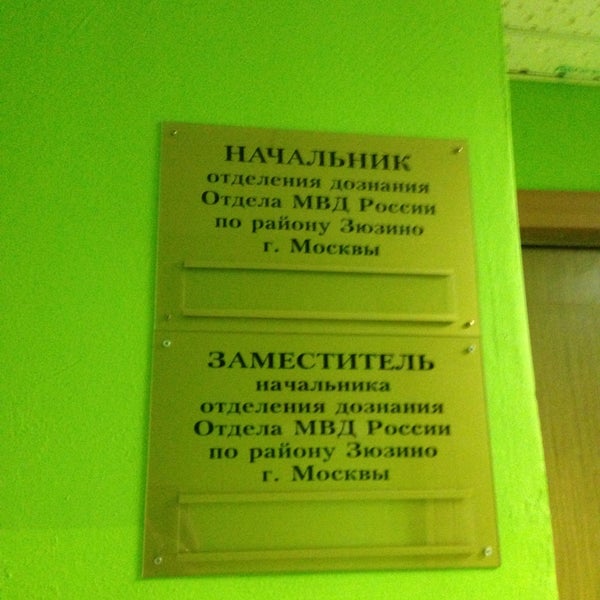 НАЧАЛЬНИК
отделения дознания
Отдела МВД России
по району Зюзино
г. Москвы
ЗАМЕСТИТЕЛЬ
начальника
отделения дознания
Отдела МВД России
по району Зюзино
г. Москвы